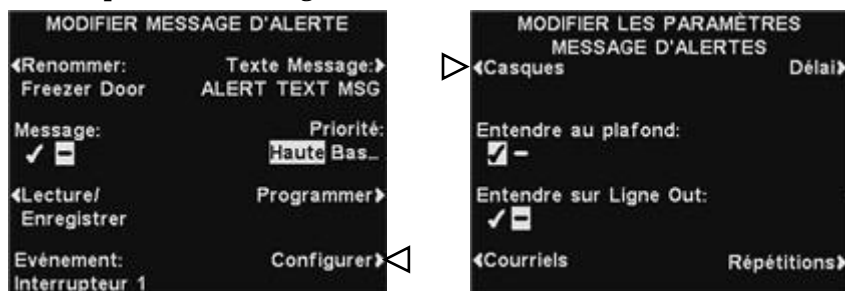 MODIFIER MESSAGE D'ALERTE
‹Renommer: Texte Message:›
Freezer Door ALERT TEXT MSG
Message: Priorité:
✓ – Haute Bas...
‹Lecture/ Programmer›
Enregistrer
Evénement: Configurer›
Interrupteur 1
MODIFIER LES PARAMÈTRES
MESSAGE D'ALERTES
‹Casques Délai›
Entendre au plafond:
✓ –
Entendre sur Ligne Out:
✓ –
‹Courriels Répétitions›